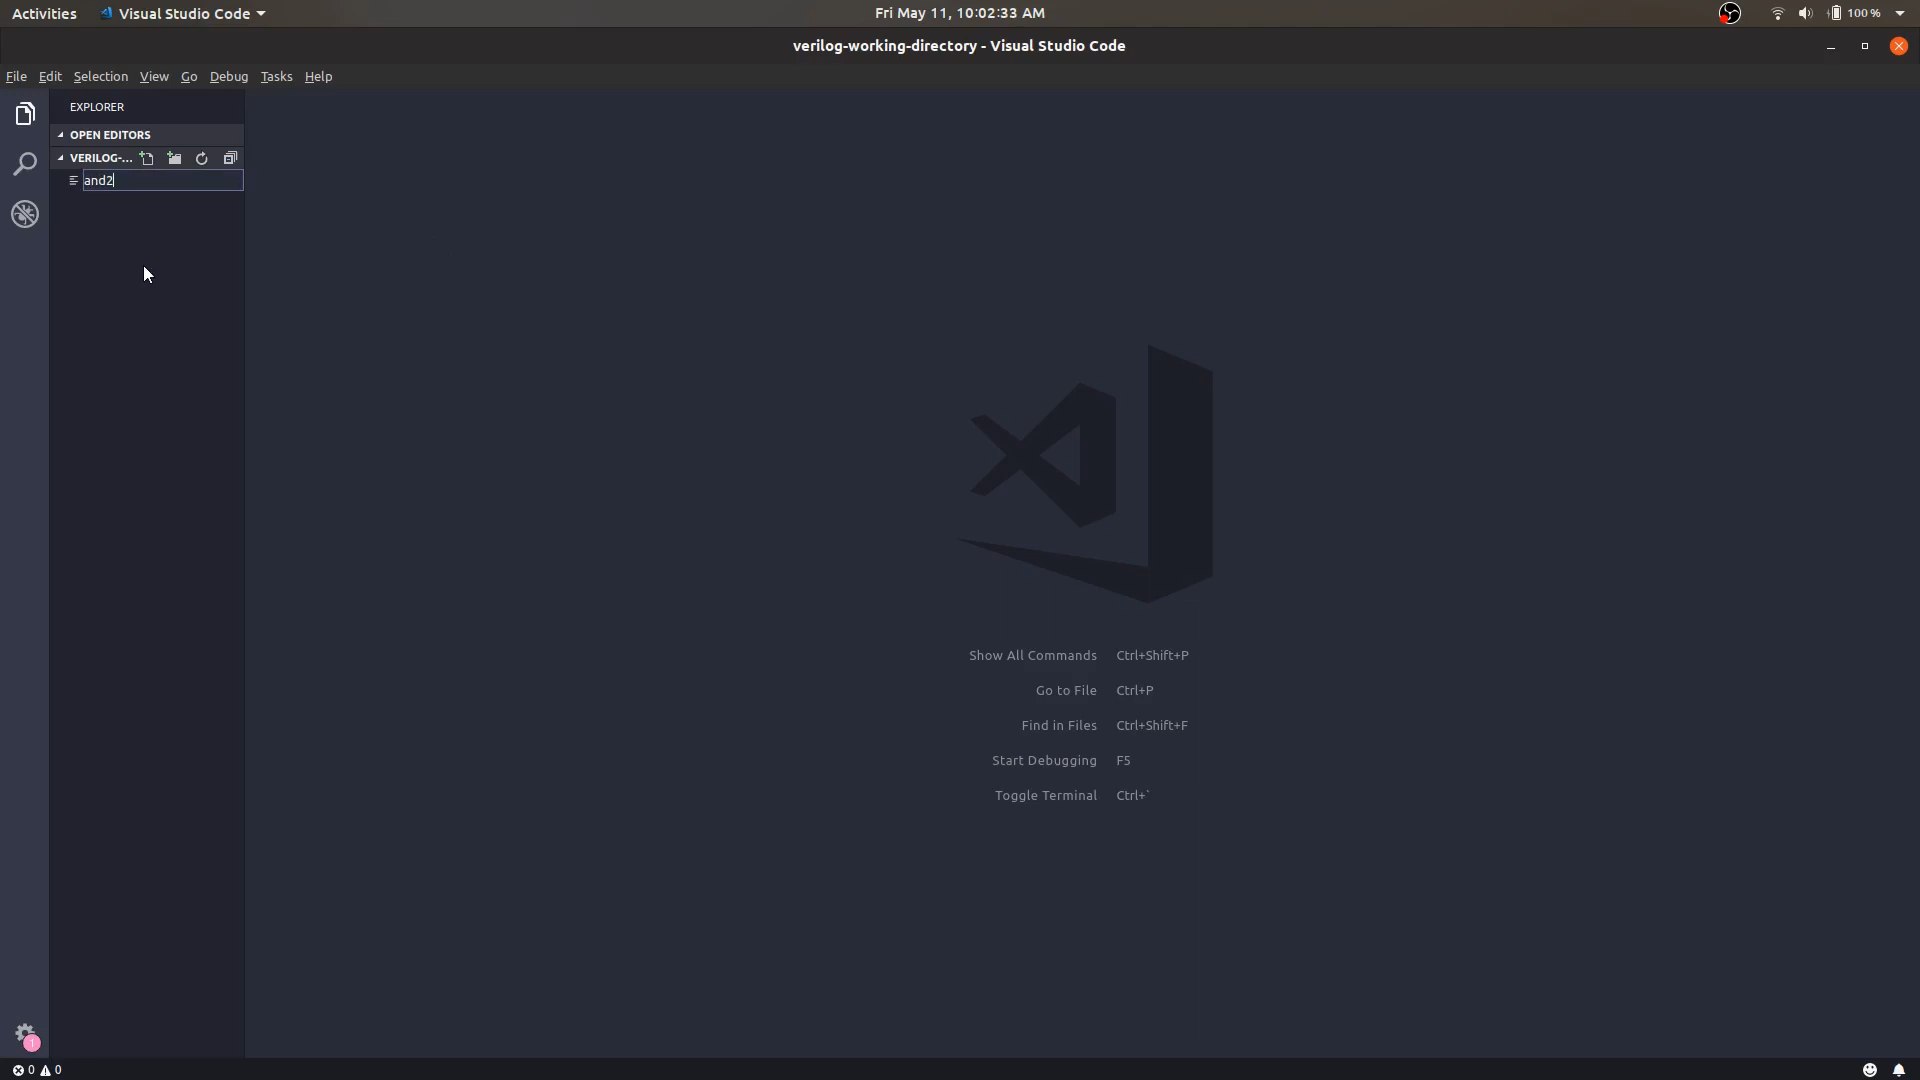 Activities Visual Studio Code Fri May 11, 10:02:33 AM 100 %
verilog-working-directory - Visual Studio Code
File Edit Selection View Go Debug Tasks Help
EXPLORER
OPEN EDITORS
VERILOG-...
and2
Show All Commands Ctrl+Shift+P
Go to File Ctrl+P
Find in Files Ctrl+Shift+F
Start Debugging F5
Toggle Terminal Ctrl+`
1
0 0